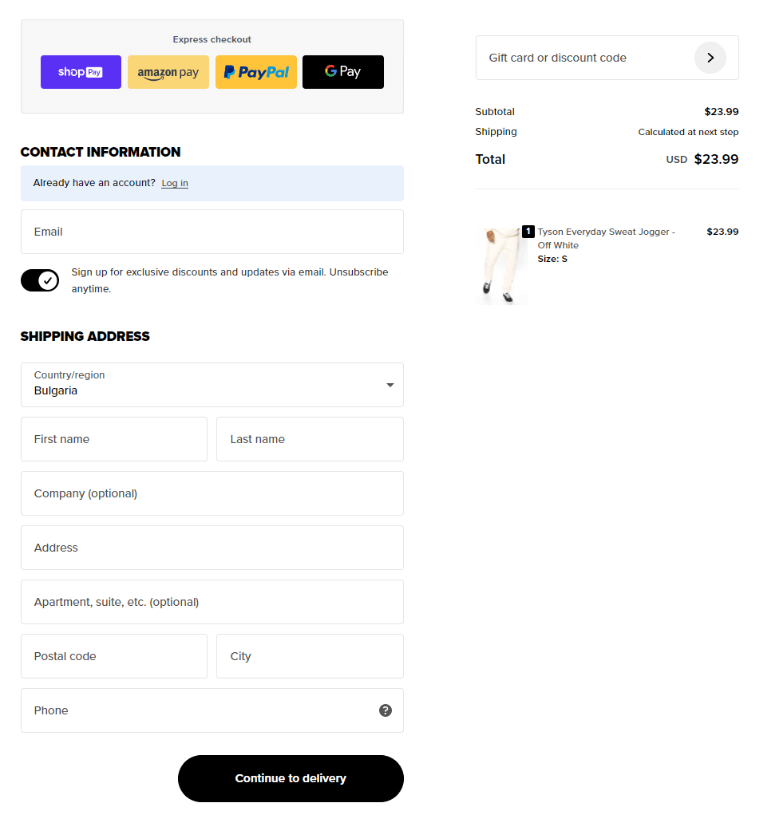 Express checkout
shop Pay
amazon pay
PayPal
G Pay
CONTACT INFORMATION
Already have an account? Log in
Email
Sign up for exclusive discounts and updates via email. Unsubscribe
anytime.
SHIPPING ADDRESS
Country/region
Bulgaria
First name
Last name
Company (optional)
Address
Apartment, suite, etc. (optional)
Postal code
City
Phone
?
Continue to delivery
Gift card or discount code
Subtotal $23.99
Shipping Calculated at next step
Total USD $23.99
1 Tyson Everyday Sweat Jogger - $23.99
Off White
Size: S